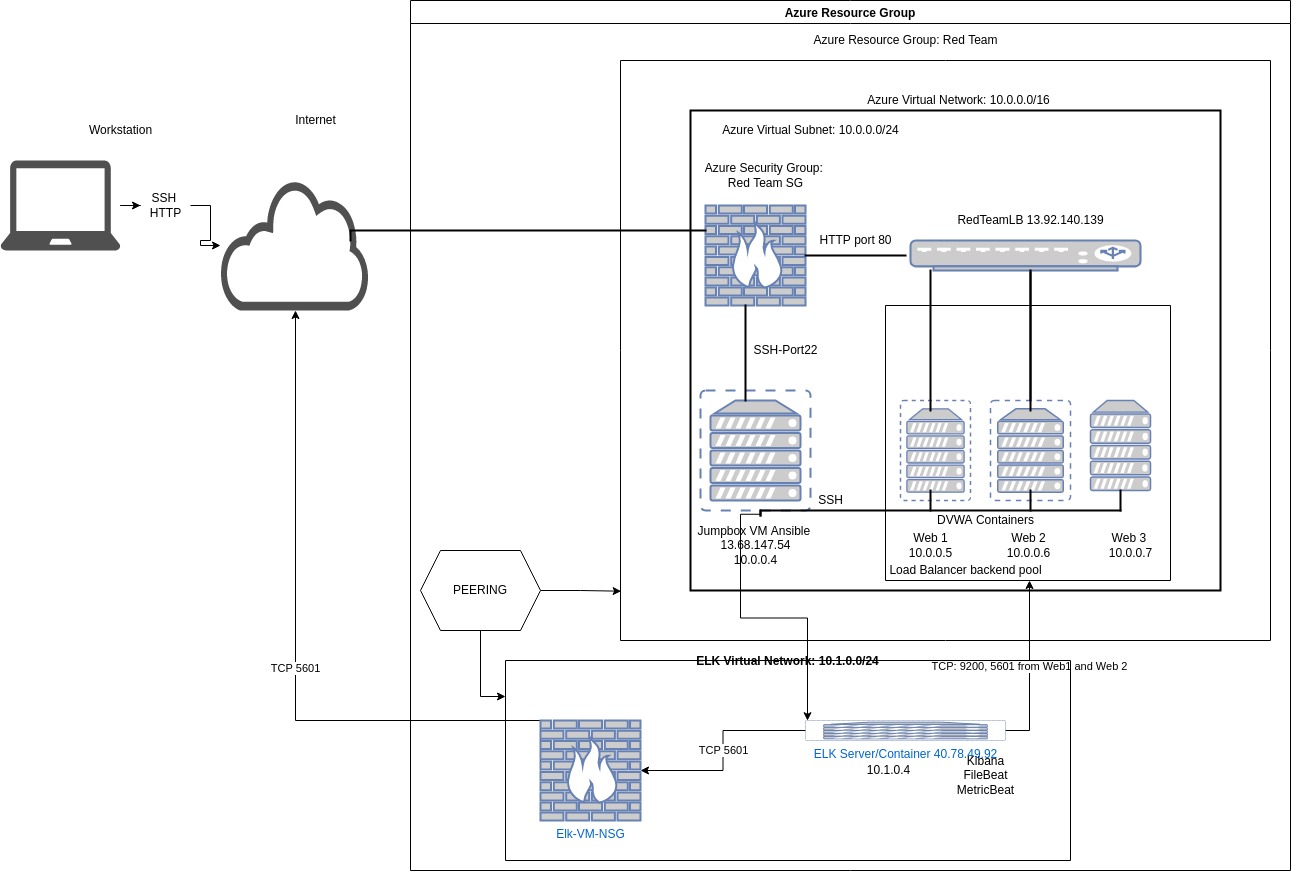 Azure Resource Group
Azure Resource Group: Red Team
Azure Virtual Network: 10.0.0.0/16
Internet
Workstation
Azure Virtual Subnet: 10.0.0.0/24
Azure Security Group:
Red Team SG
SSH
HTTP
RedTeamLB 13.92.140.139
HTTP port 80
SSH-Port22
SSH
DVWA Containers
Jumpbox VM Ansible
13.68.147.54
10.0.0.4
Web 1
10.0.0.5
Web 2
10.0.0.6
Web 3
10.0.0.7
Load Balancer backend pool
PEERING
ELK Virtual Network: 10.1.0.0/24
TCP 5601
TCP: 9200, 5601 from Web1 and Web 2
TCP 5601
ELK Server/Container 40.78.49.92
10.1.0.4
Kibana
FileBeat
MetricBeat
Elk-VM-NSG